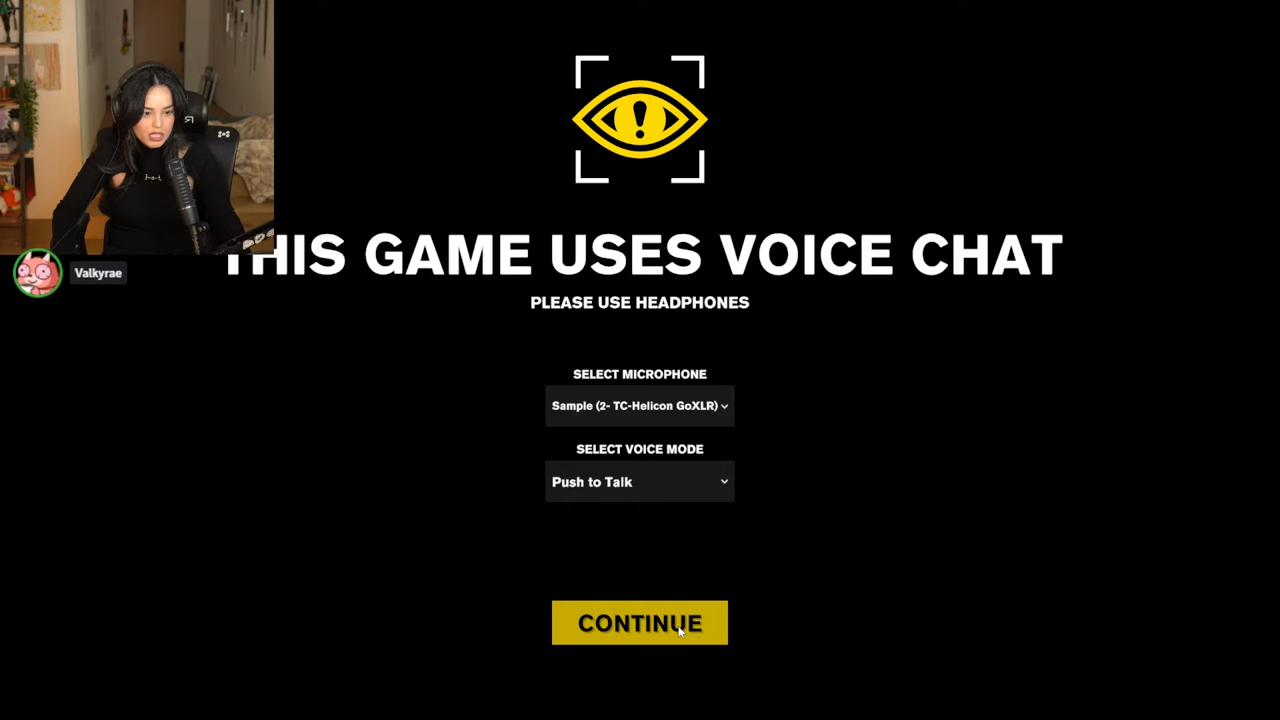 THIS GAME USES VOICE CHAT
Valkyrae
PLEASE USE HEADPHONES
SELECT MICROPHONE
Sample (2- TC-Helicon GoXLR)
SELECT VOICE MODE
Push to Talk
CONTINUE